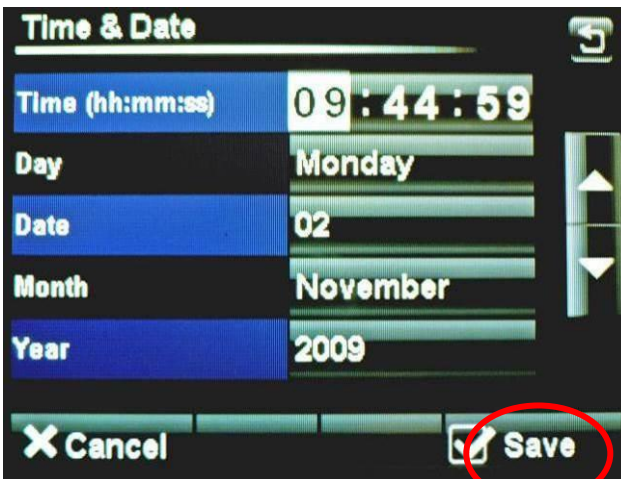 Time & Date
Time (hh:mm:ss) 09:44:59
Day Monday
Date 02
Month November
Year 2009
Cancel Save